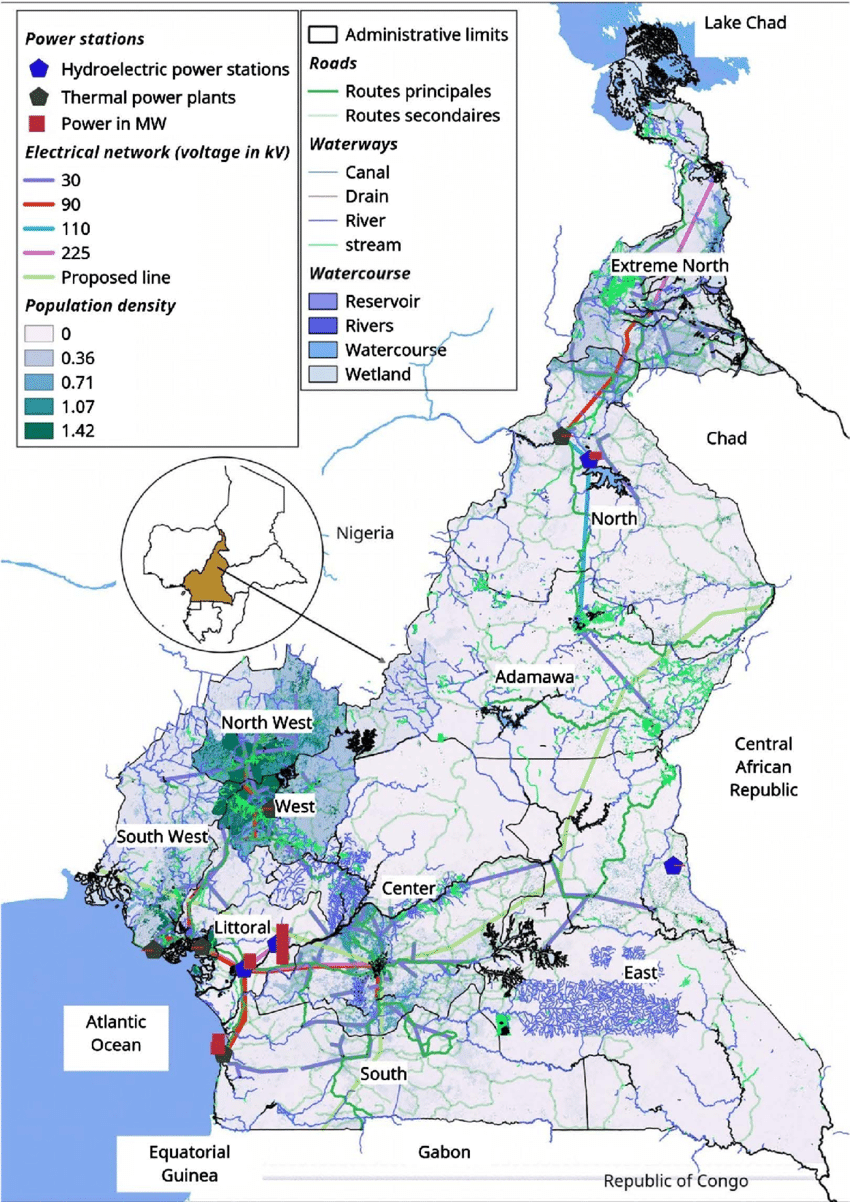 Power stations
Hydroelectric power stations
Thermal power plants
Power in MW
Electrical network (voltage in kV)
30
90
110
225
Proposed line
Population density
0
0.36
0.71
1.07
1.42
Administrative limits
Roads
Routes principales
Routes secondaires
Waterways
Canal
Drain
River
stream
Watercourse
Reservoir
Rivers
Watercourse
Wetland
Lake Chad
Extreme North
Chad
North
Nigeria
Adamawa
North West
Central
African
Republic
West
South West
Center
Littoral
East
Atlantic
Ocean
South
Equatorial
Guinea
Gabon
Republic of Congo